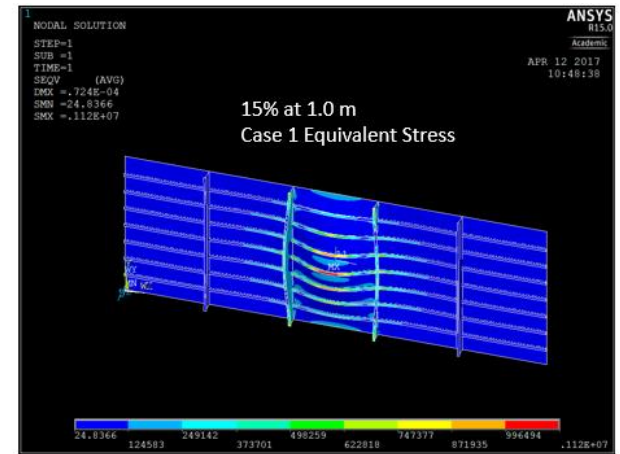 1
NODAL SOLUTION
ANSYS
R15.0
Academic
STEP=1
SUB =1
TIME=1
SEQV (AVG)
DMX =.724E-04
SMN =24.8366
SMX =.112E+07
APR 12 2017
10:48:38
15% at 1.0 m
Case 1 Equivalent Stress
MX
24.8366 249142 498259 747377 996494
124583 373701 622818 871935 .112E+07